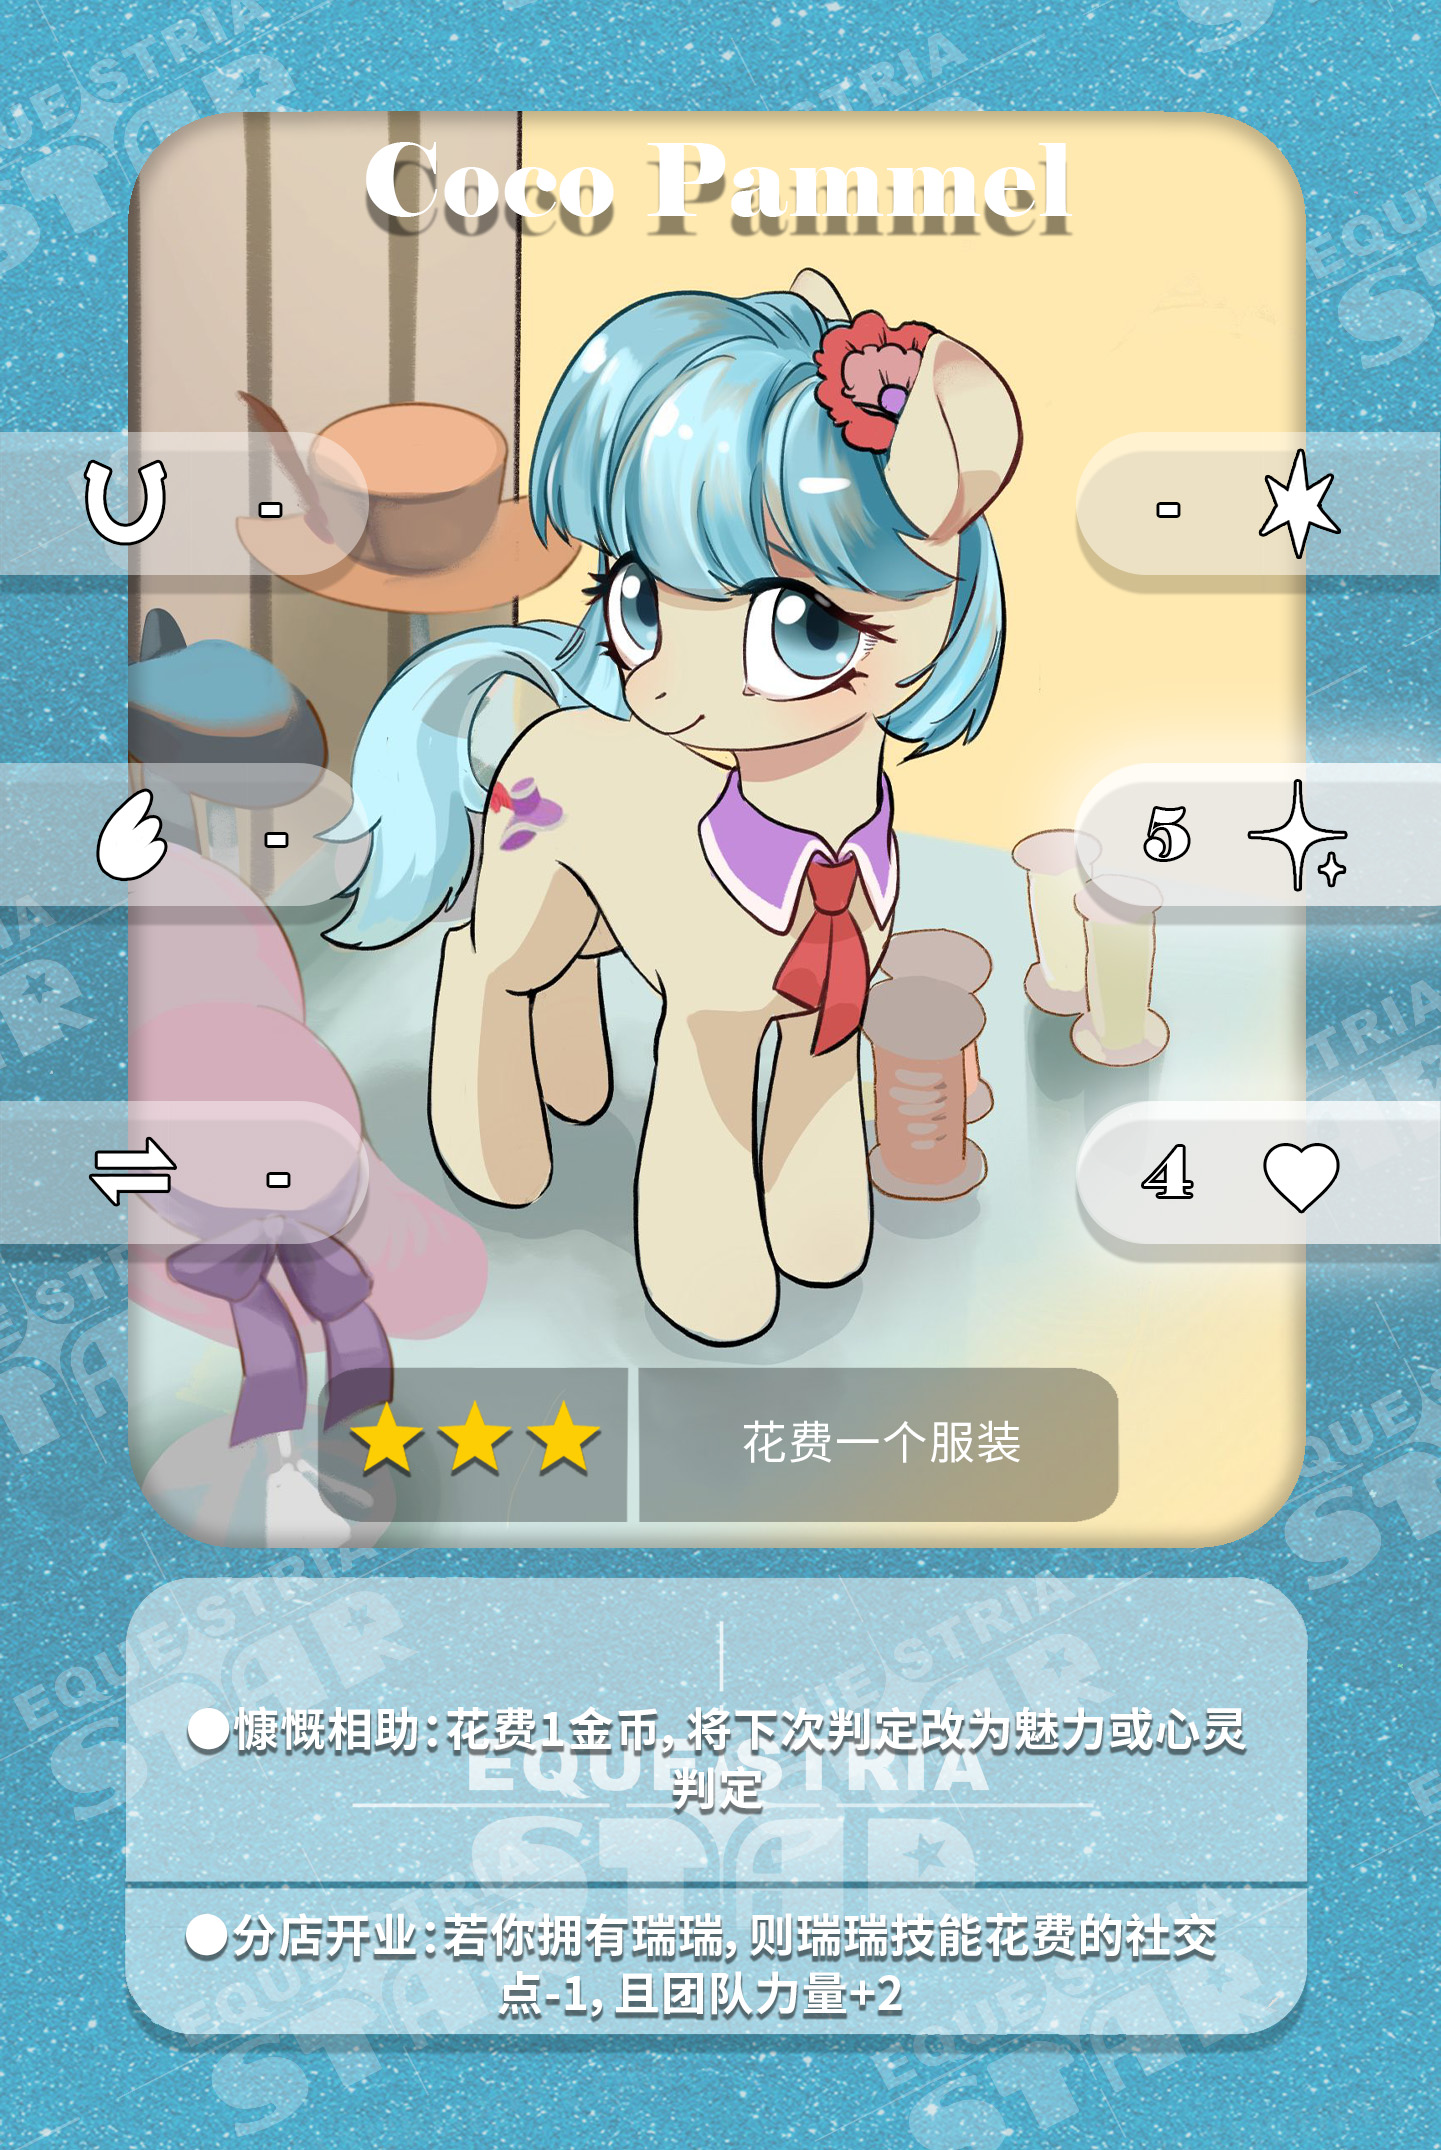 Coco Pammel
-
-
-
5
-
4
花费一个服装
●慷慨相助：花费1金币，将下次判定改为魅力或心灵
判定
EQUESTRIA
STAR
●分店开业：若你拥有瑞瑞，则瑞瑞技能花费的社交
点-1，且团队力量+2